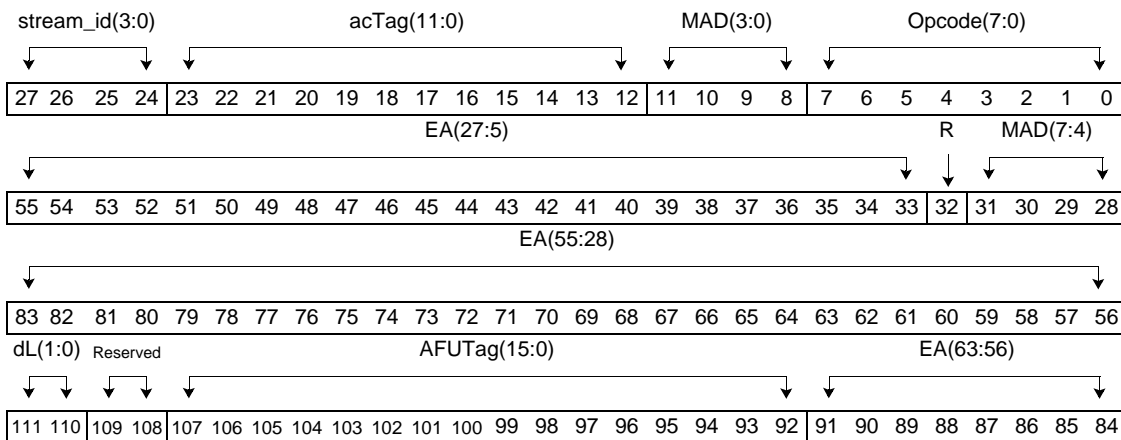 stream_id(3:0) acTag(11:0) MAD(3:0) Opcode(7:0)
27 26 25 24 23 22 21 20 19 18 17 16 15 14 13 12 11 10 9 8 7 6 5 4 3 2 1 0
EA(27:5) R MAD(7:4)
55 54 53 52 51 50 49 48 47 46 45 44 43 42 41 40 39 38 37 36 35 34 33 32 31 30 29 28
EA(55:28)
83 82 81 80 79 78 77 76 75 74 73 72 71 70 69 68 67 66 65 64 63 62 61 60 59 58 57 56
dL(1:0) Reserved AFUTag(15:0) EA(63:56)
111 110 109 108 107 106 105 104 103 102 101 100 99 98 97 96 95 94 93 92 91 90 89 88 87 86 85 84